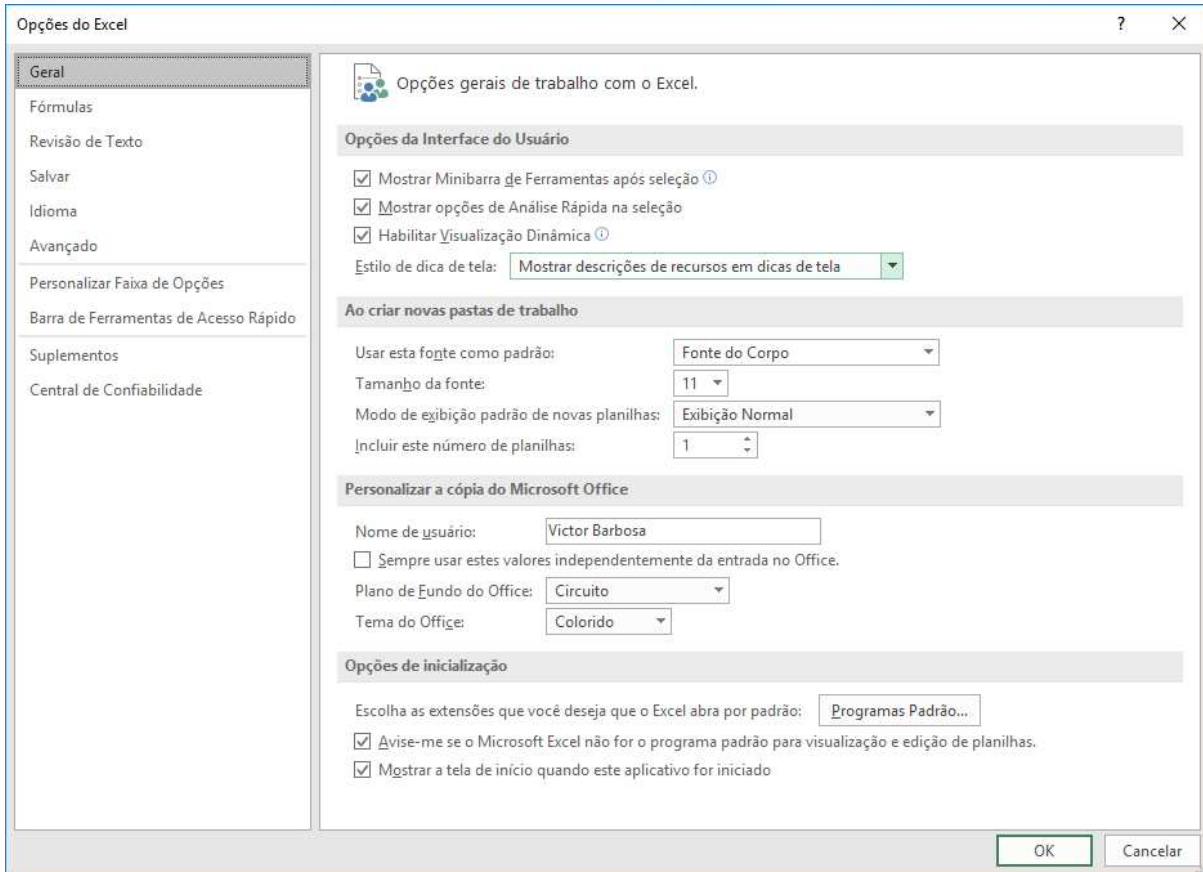 Opções do Excel
?
Geral
Fórmulas
Revisão de Texto
Salvar
Idioma
Avançado
Personalizar Faixa de Opções
Barra de Ferramentas de Acesso Rápido
Suplementos
Central de Confiabilidade
Opções gerais de trabalho com o Excel.
Opções da Interface do Usuário
Mostrar Minibarra de Ferramentas após seleção
Mostrar opções de Análise Rápida na seleção
Habilitar Visualização Dinâmica
Estilo de dica de tela: Mostrar descrições de recursos em dicas de tela
Ao criar novas pastas de trabalho
Usar esta fonte como padrão: Fonte do Corpo
Tamanho da fonte: 11
Modo de exibição padrão de novas planilhas: Exibição Normal
Incluir este número de planilhas: 1
Personalizar a cópia do Microsoft Office
Nome de usuário: Victor Barbosa
Sempre usar estes valores independentemente da entrada no Office.
Plano de Fundo do Office: Circuito
Tema do Office: Colorido
Opções de inicialização
Escolha as extensões que você deseja que o Excel abra por padrão: Programas Padrão...
Avise-me se o Microsoft Excel não for o programa padrão para visualização e edição de planilhas.
Mostrar a tela de início quando este aplicativo for iniciado
OK Cancelar